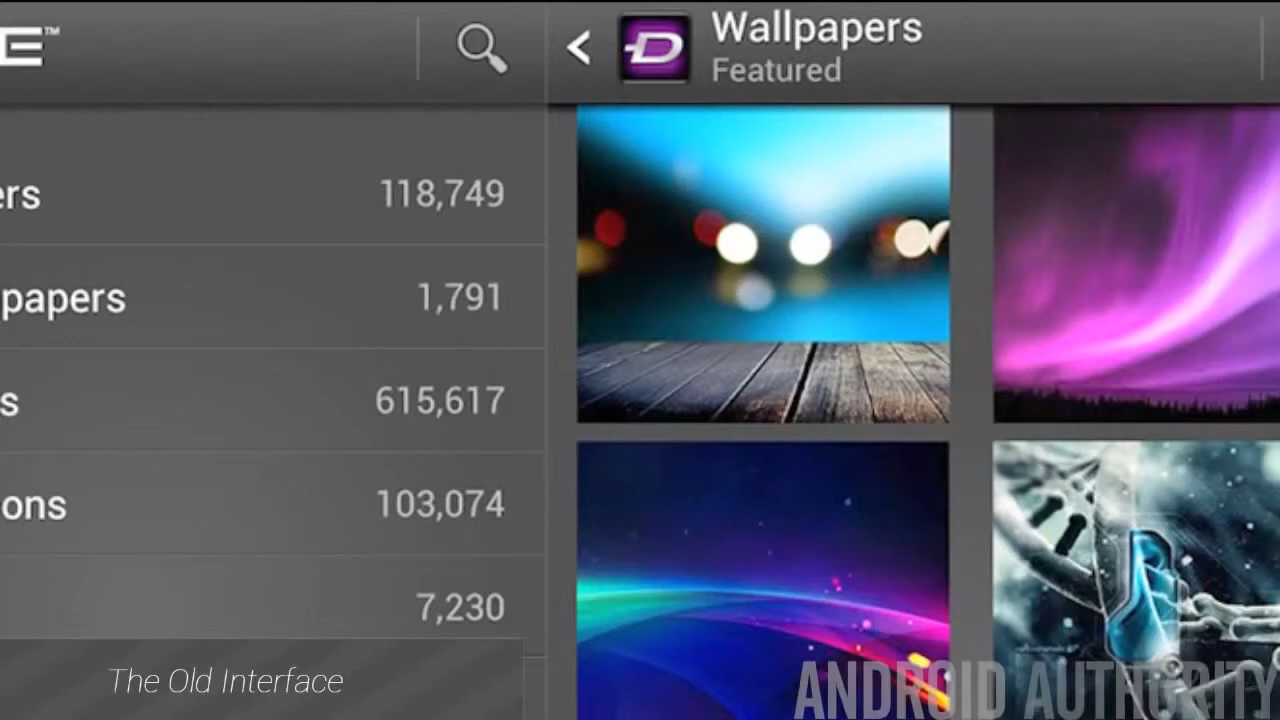 E™
ers 118,749
papers 1,791
s 615,617
ons 103,074
7,230
The Old Interface
Wallpapers
Featured
ANDROID AUTHORITY